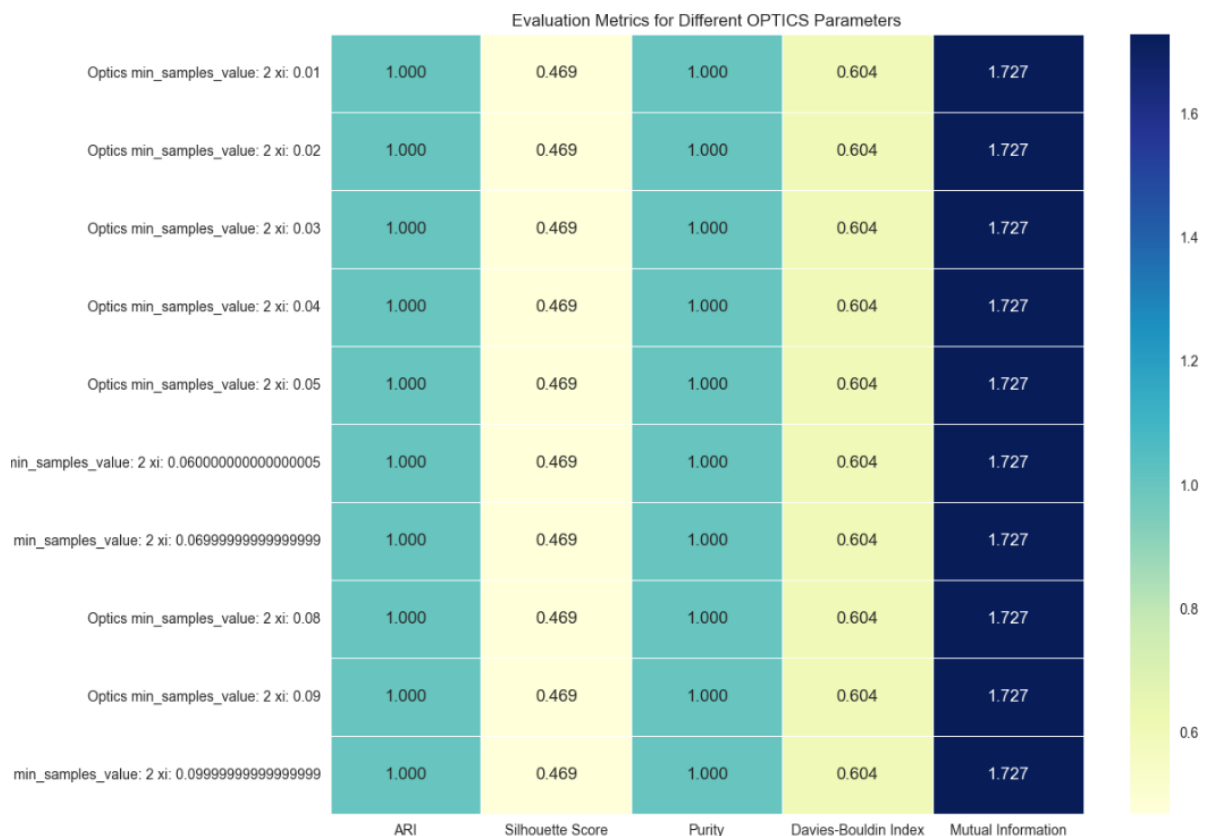 Evaluation Metrics for Different OPTICS Parameters
Optics min_samples_value: 2 xi: 0.01 1.000 0.469 1.000 0.604 1.727
Optics min_samples_value: 2 xi: 0.02 1.000 0.469 1.000 0.604 1.727
Optics min_samples_value: 2 xi: 0.03 1.000 0.469 1.000 0.604 1.727
Optics min_samples_value: 2 xi: 0.04 1.000 0.469 1.000 0.604 1.727
Optics min_samples_value: 2 xi: 0.05 1.000 0.469 1.000 0.604 1.727
min_samples_value: 2 xi: 0.060000000000000005 1.000 0.469 1.000 0.604 1.727
min_samples_value: 2 xi: 0.06999999999999999 1.000 0.469 1.000 0.604 1.727
Optics min_samples_value: 2 xi: 0.08 1.000 0.469 1.000 0.604 1.727
Optics min_samples_value: 2 xi: 0.09 1.000 0.469 1.000 0.604 1.727
min_samples_value: 2 xi: 0.09999999999999999 1.000 0.469 1.000 0.604 1.727
ARI Silhouette Score Purity Davies-Bouldin Index Mutual Information
1.6
1.4
1.2
1.0
0.8
0.6